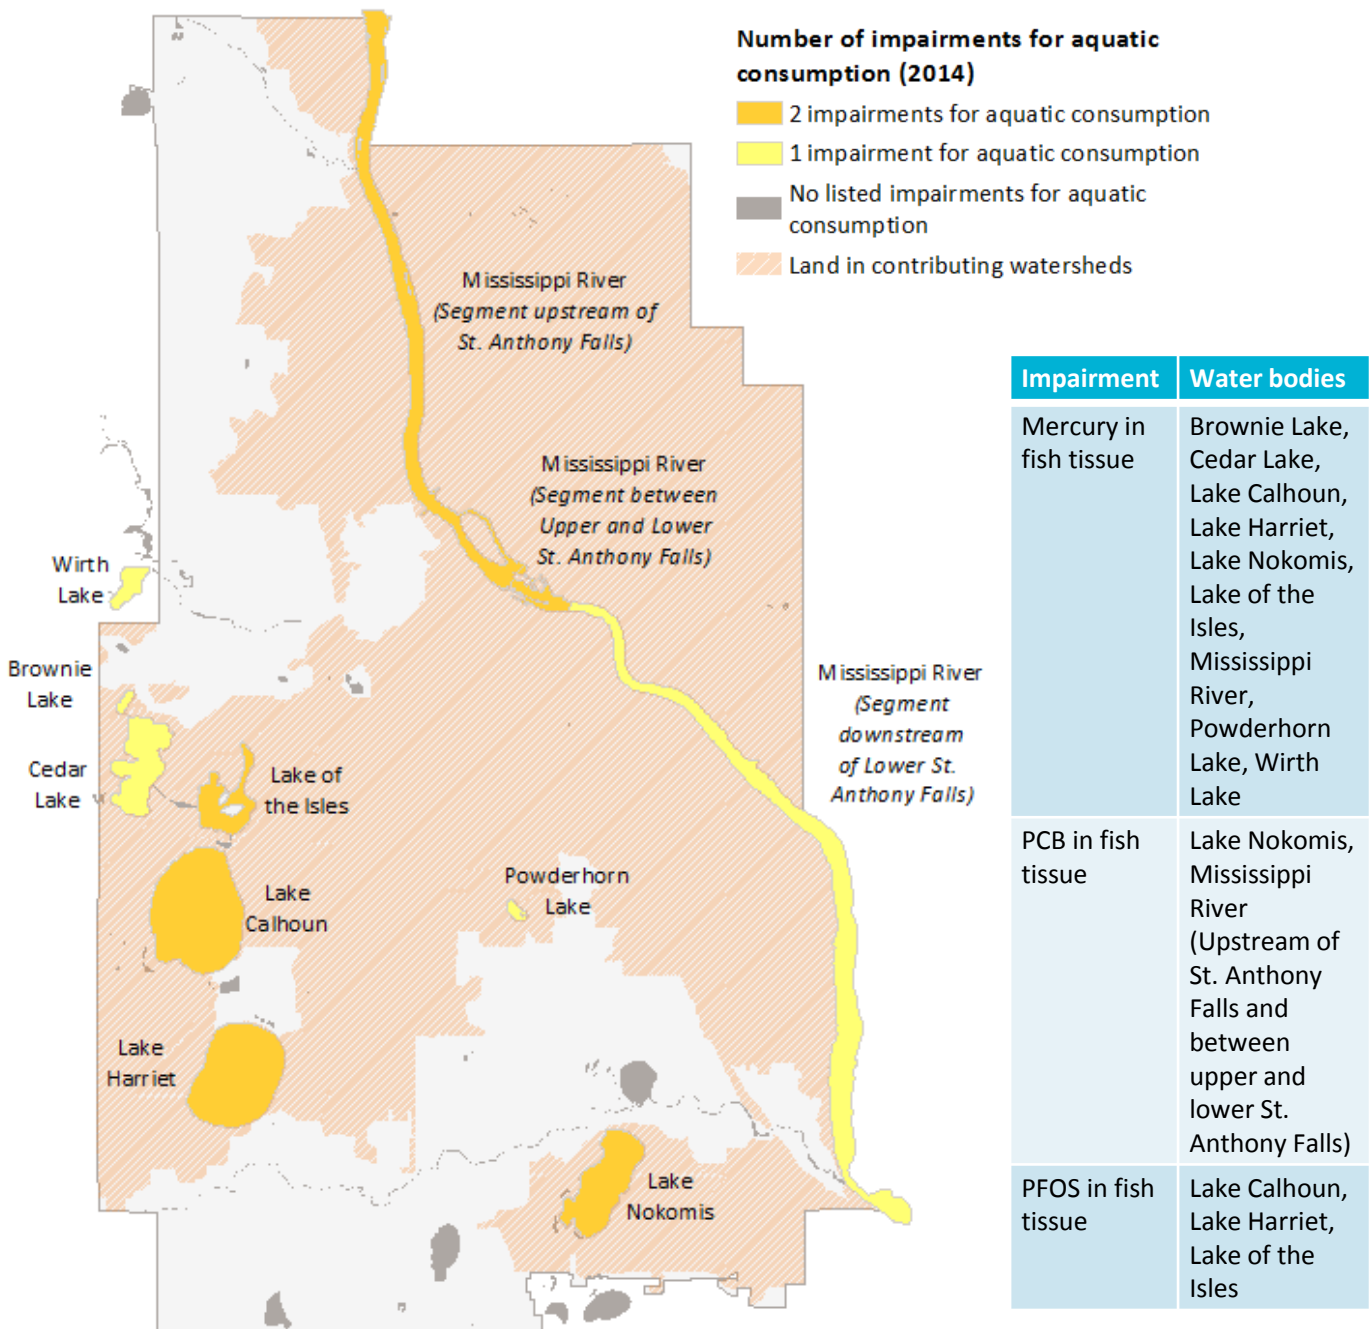 Number of impairments for aquatic
consumption (2014)
2 impairments for aquatic consumption
1 impairment for aquatic consumption
No listed impairments for aquatic
consumption
Land in contributing watersheds
Mississippi River
(Segment upstream of
St. Anthony Falls)
Mississippi River
(Segment between
Upper and Lower
St. Anthony Falls)
Wirth
Lake
Brownie
Lake
Cedar
Lake
Lake of
the Isles
Mississippi River
(Segment
downstream
of Lower St.
Anthony Falls)
Lake
Calhoun
Powderhorn
Lake
Lake
Harriet
Lake
Nokomis
Impairment
Water bodies
Mercury in
fish tissue
Brownie Lake,
Cedar Lake,
Lake Calhoun,
Lake Harriet,
Lake Nokomis,
Lake of the
Isles,
Mississippi
River,
Powderhorn
Lake, Wirth
Lake
PCB in fish
tissue
Lake Nokomis,
Mississippi
River
(Upstream of
St. Anthony
Falls and
between
upper and
lower St.
Anthony Falls)
PFOS in fish
tissue
Lake Calhoun,
Lake Harriet,
Lake of the
Isles